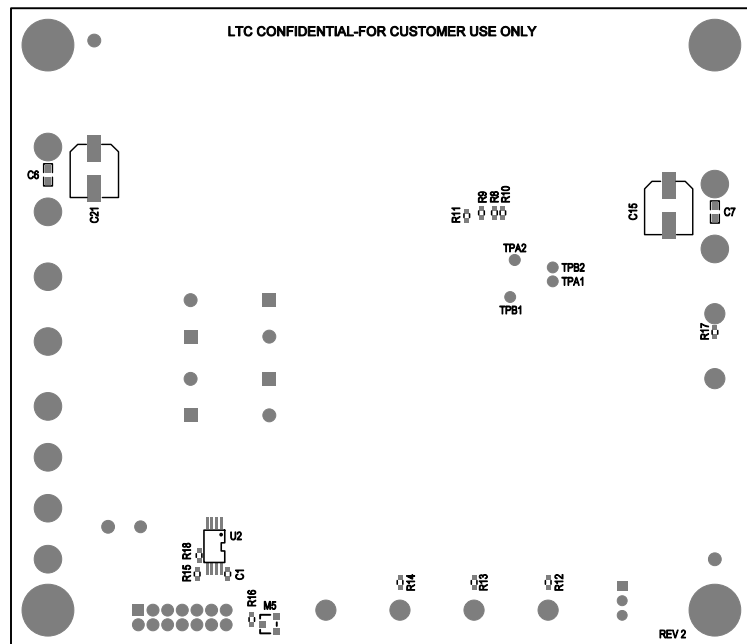 LTC CONFIDENTIAL-FOR CUSTOMER USE ONLY
C6
C21
R11
R9
R8
R10
C15
C7
TPA2
TPB2
TPA1
TPB1
R17
U2
R18
R15
C1
R16
M5
R14
R13
R12
REV 2